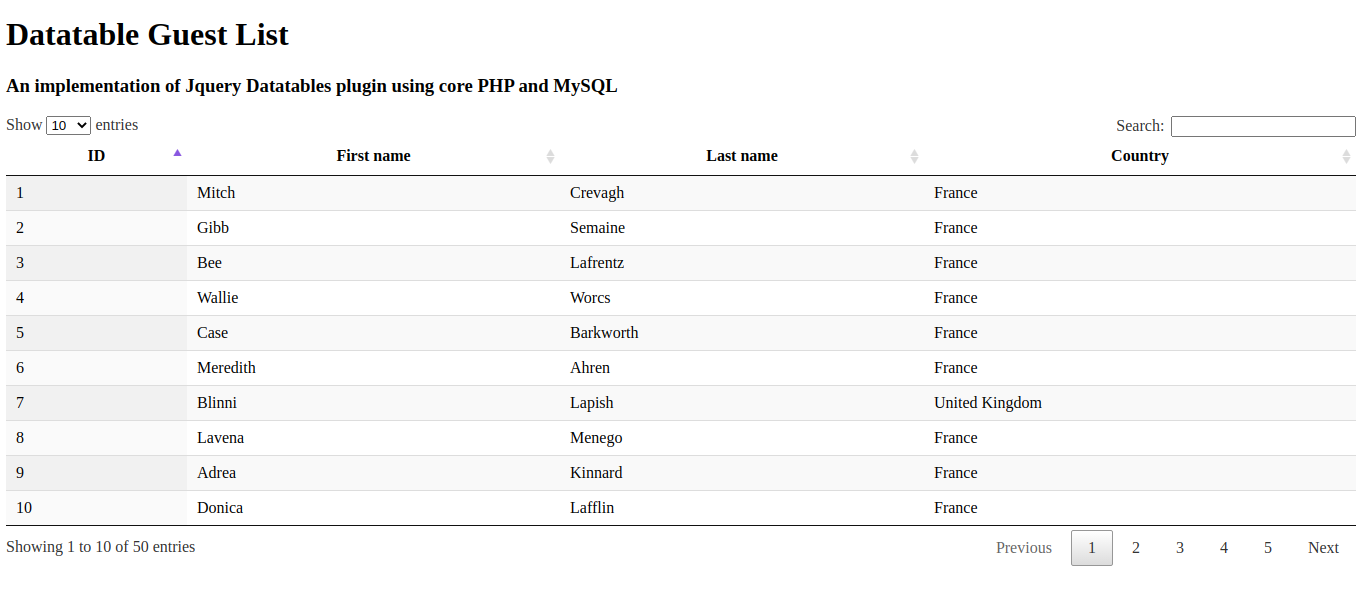 Datatable Guest List
An implementation of Jquery Datatables plugin using core PHP and MySQL
Show 10 entries Search:
ID First name Last name Country
1 Mitch Crevagh France
2 Gibb Semaine France
3 Bee Lafrentz France
4 Wallie Worcs France
5 Case Barkworth France
6 Meredith Ahren France
7 Blinni Lapish United Kingdom
8 Lavena Menego France
9 Adrea Kinnard France
10 Donica Lafflin France
Showing 1 to 10 of 50 entries Previous 1 2 3 4 5 Next